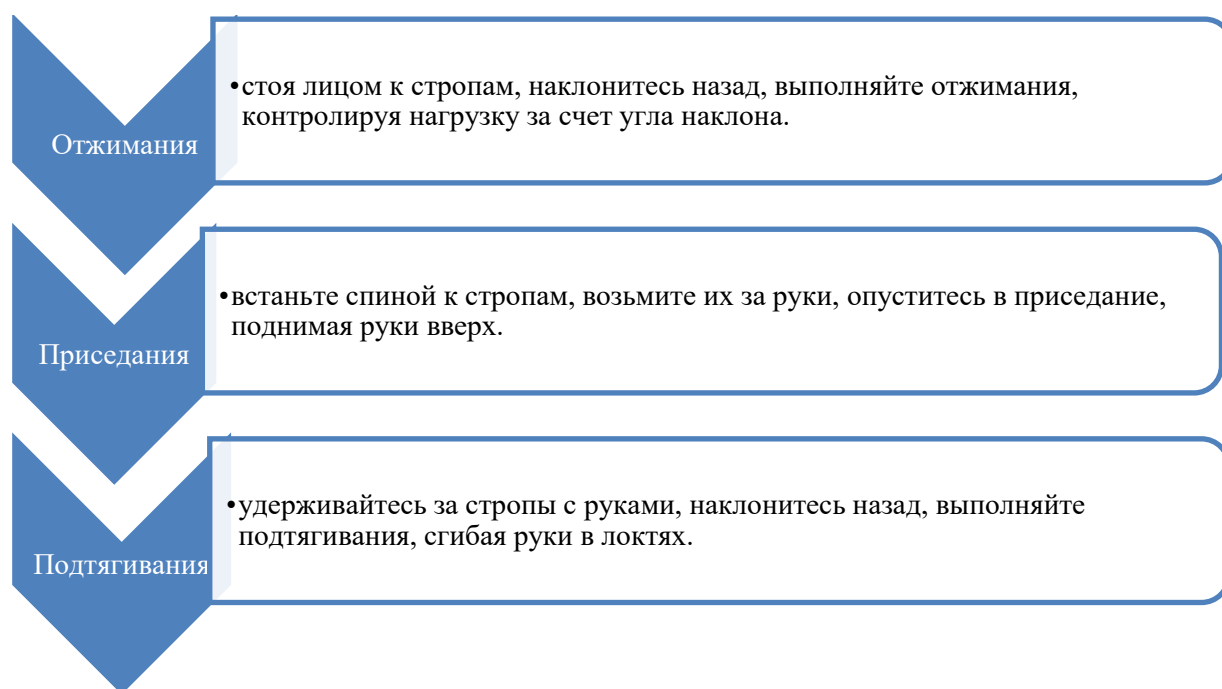 Отжимания
•стоя лицом к стропам, наклонитесь назад, выполняйте отжимания,
контролируя нагрузку за счет угла наклона.
Приседания
•встаньте спиной к стропам, возьмите их за руки, опуститесь в приседание,
поднимая руки вверх.
Подтягивания
•удерживайтесь за стропы с руками, наклонитесь назад, выполняйте
подтягивания, сгибая руки в локтях.